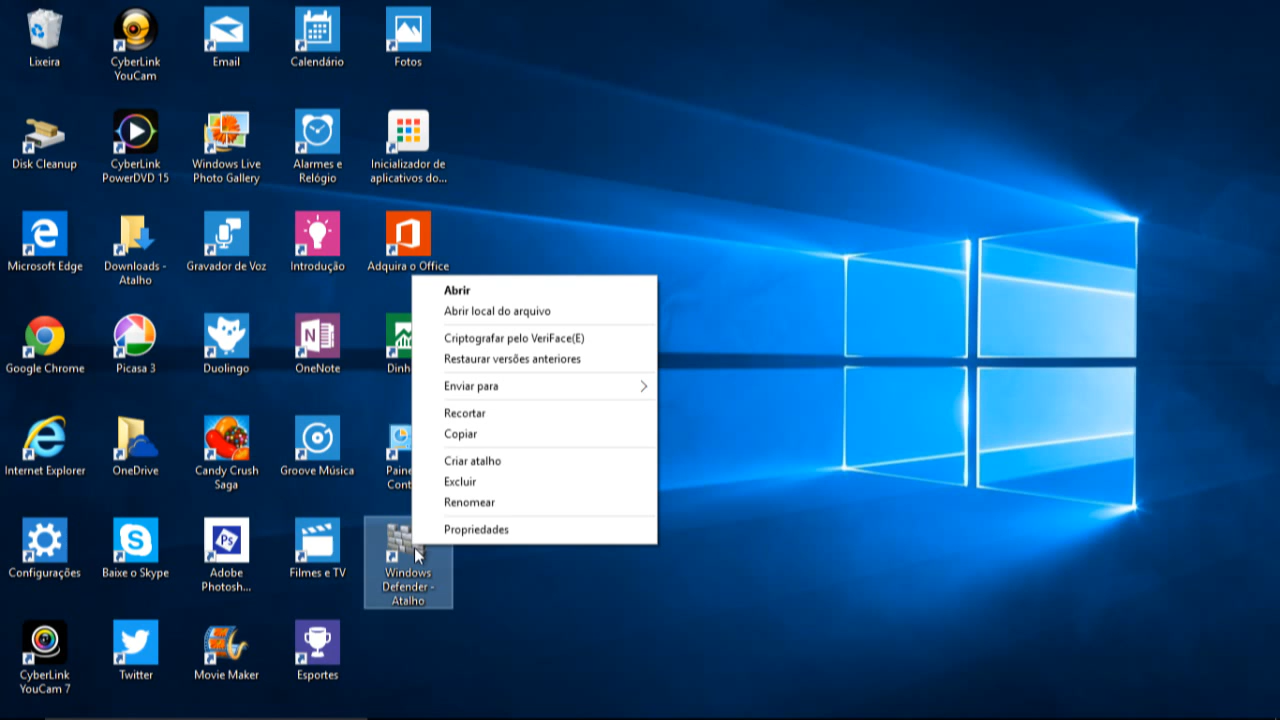 Lixeira
CyberLink
YouCam
Email
Calendário
Fotos
Disk Cleanup
CyberLink
PowerDVD 15
Windows Live
Photo Gallery
Alarmes e
Relógio
Inicializador de
aplicativos do...
Microsoft Edge
Downloads -
Atalho
Gravador de Voz
Introdução
Adquira o Office
Google Chrome
Picasa 3
Duolingo
OneNote
Dinh
Internet Explorer
OneDrive
Candy Crush
Saga
Groove Música
Paine
Cont
Configurações
Baixe o Skype
Adobe
Photosh...
Filmes e TV
Windows
Defender -
Atalho
CyberLink
YouCam 7
Twitter
Movie Maker
Esportes
Abrir
Abrir local do arquivo
Criptografar pelo VeriFace(E)
Restaurar versões anteriores
Enviar para
Recortar
Copiar
Criar atalho
Excluir
Renomear
Propriedades